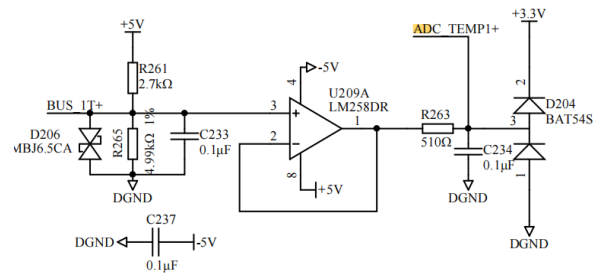 +5V
R261
2.7kΩ
BUS_1T+
D206
MBJ6.5CA
R265
4.99kΩ 1%
C233
0.1μF
DGND
C237
DGND
-5V
0.1μF
-5V
4
U209A
LM258DR
3
+
1
2
-
8
+5V
ADC_TEMP1+
R263
510Ω
C234
0.1μF
DGND
+3.3V
2
D204
3
BAT54S
1
DGND